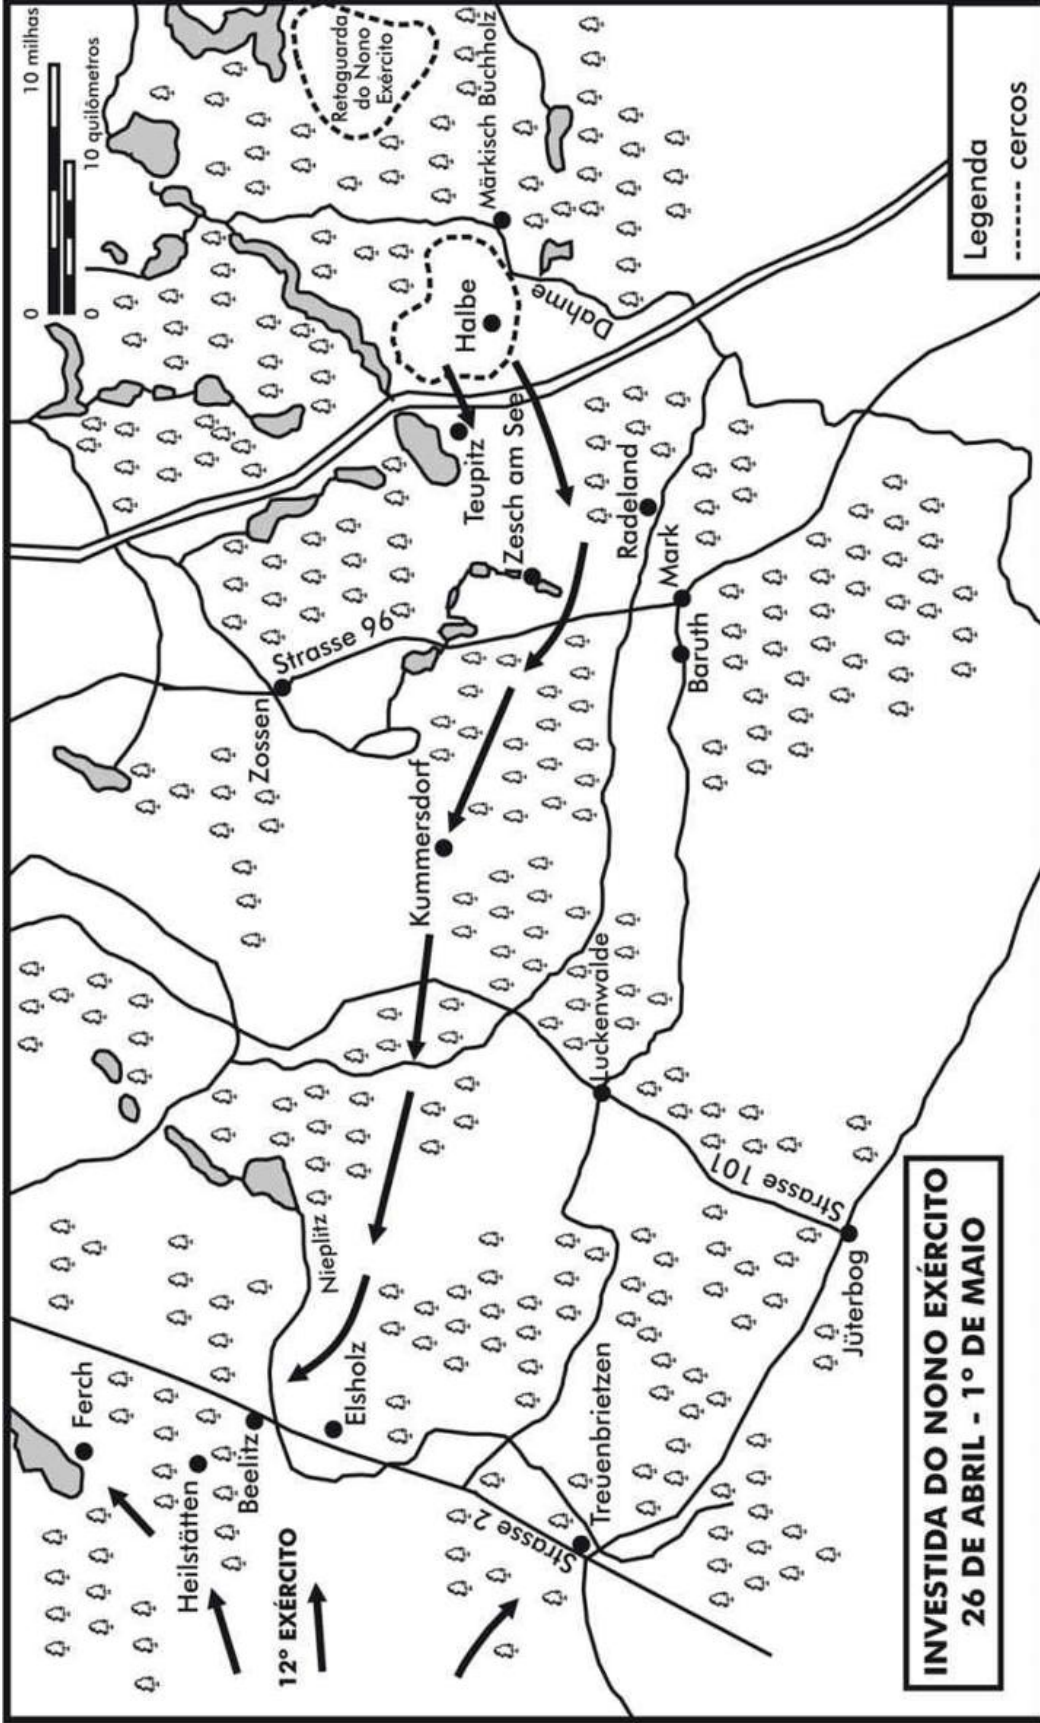 0
10 milhas
0
10 quilômetros
Retaguarda
do Nono
Exército
Märkisch Buchholz
Halbe
Dahme
Teupitz
Zesch am See
Radeland
Mark
Baruth
Strasse 96
Zossen
Kummersdorf
Luckenwalde
Strasse 101
Jüterbog
Nieplitz
Ferch
Heilstätten
Beelitz
Elsholz
Treuenbrietzen
Strasse 2
12º EXÉRCITO
Legenda
------- cercos
INVESTIDA DO NONO EXÉRCITO
26 DE ABRIL - 1º DE MAIO